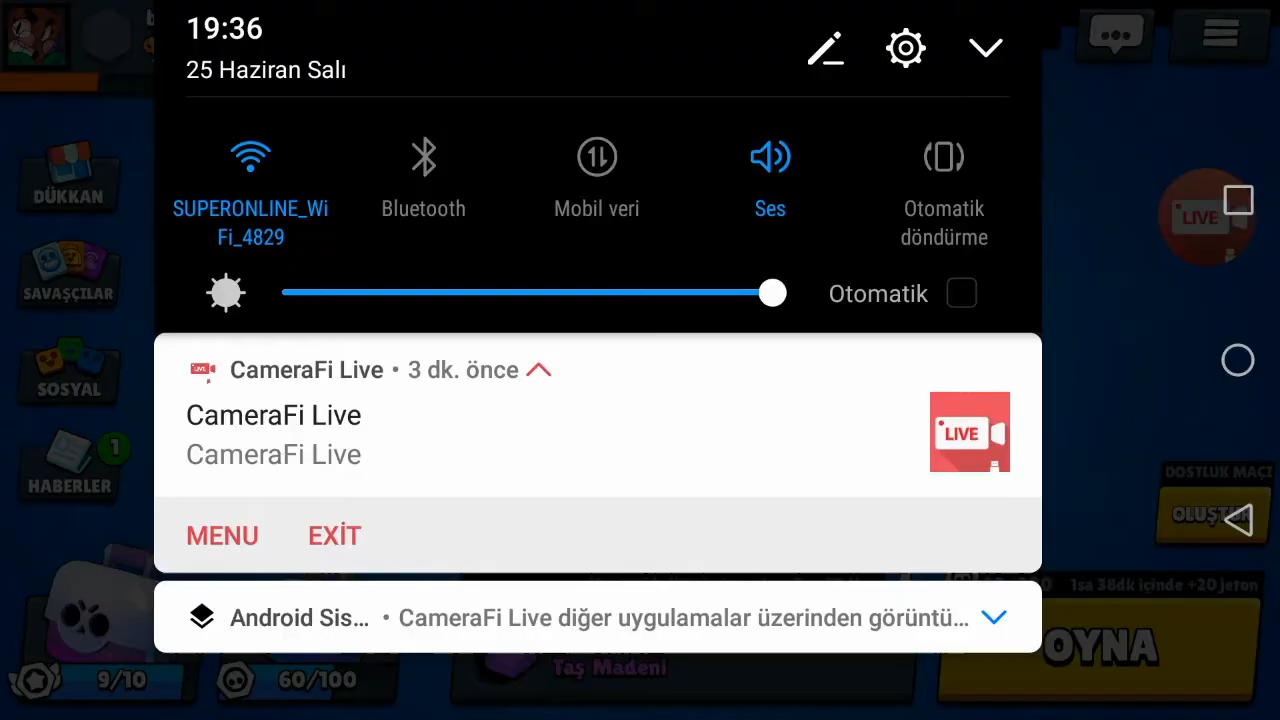 19:36
25 Haziran Salı
SUPERONLINE_Wi
Fi_4829
Bluetooth
Mobil veri
Ses
Otomatik
döndürme
Otomatik
DÜKKAN
SAVAŞÇILAR
SOSYAL
1
HABERLER
LIVE
CameraFi Live • 3 dk. önce
CameraFi Live
CameraFi Live
LIVE
MENU EXİT
Android Sis... • CameraFi Live diğer uygulamalar üzerinden görüntü...
DOSTLUK MAÇI
OLUŞTUR
1sa 38dk içinde +20 jeton
OYNA
Taş Madeni
9/10
60/100